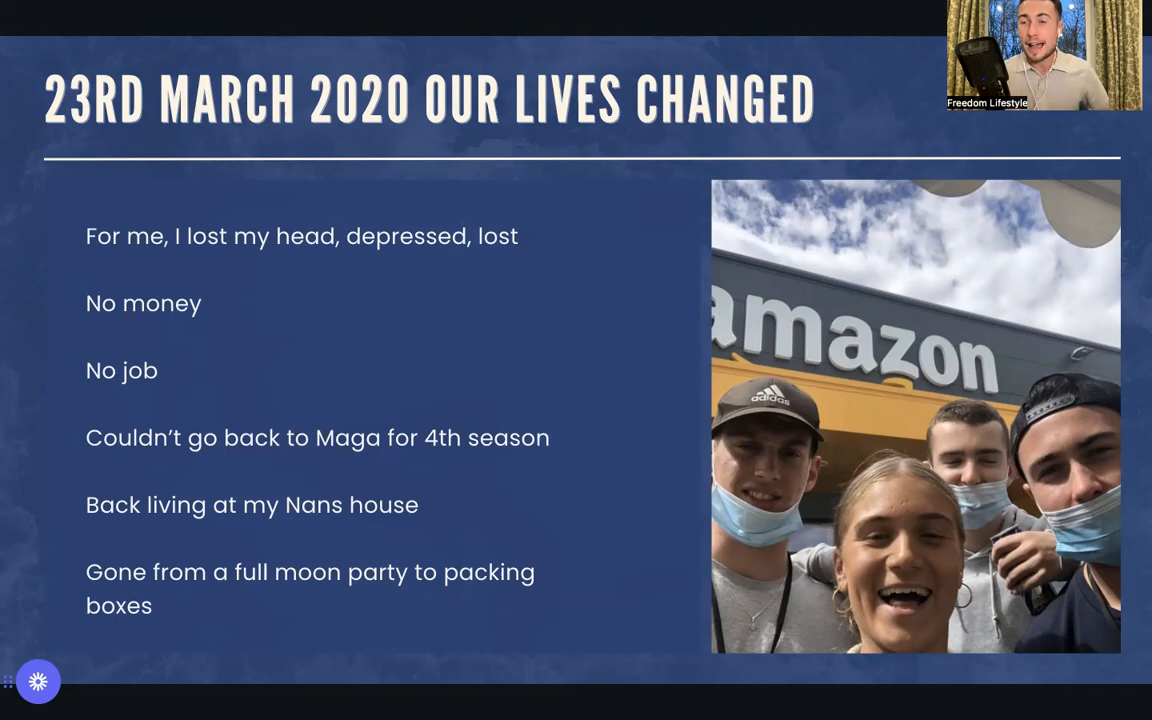 23RD MARCH 2020 OUR LIVES CHANGED
Freedom Lifestyle
For me, I lost my head, depressed, lost
No money
No job
Couldn’t go back to Maga for 4th season
Back living at my Nans house
Gone from a full moon party to packing
boxes
amazon
adidas